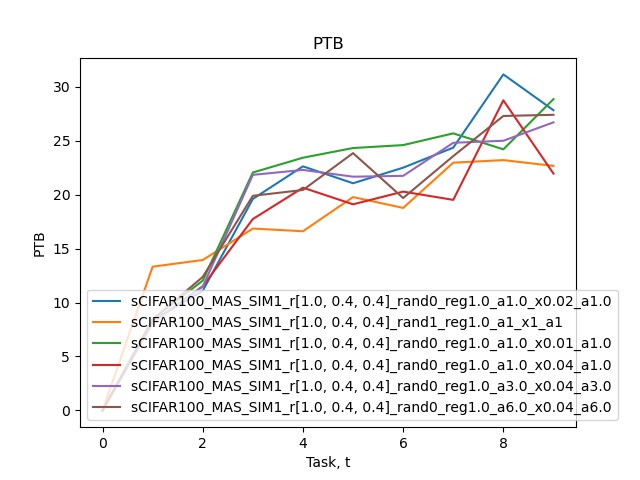 PTB
PTB
30
25
20
15
10
5
0
sCIFAR100_MAS_SIM1_r[1.0, 0.4, 0.4]_rand0_reg1.0_a1.0_x0.02_a1.0
sCIFAR100_MAS_SIM1_r[1.0, 0.4, 0.4]_rand1_reg1.0_a1_x1_a1
sCIFAR100_MAS_SIM1_r[1.0, 0.4, 0.4]_rand0_reg1.0_a1.0_x0.01_a1.0
sCIFAR100_MAS_SIM1_r[1.0, 0.4, 0.4]_rand0_reg1.0_a1.0_x0.04_a1.0
sCIFAR100_MAS_SIM1_r[1.0, 0.4, 0.4]_rand0_reg1.0_a3.0_x0.04_a3.0
sCIFAR100_MAS_SIM1_r[1.0, 0.4, 0.4]_rand0_reg1.0_a6.0_x0.04_a6.0
0 2 4 6 8
Task, t